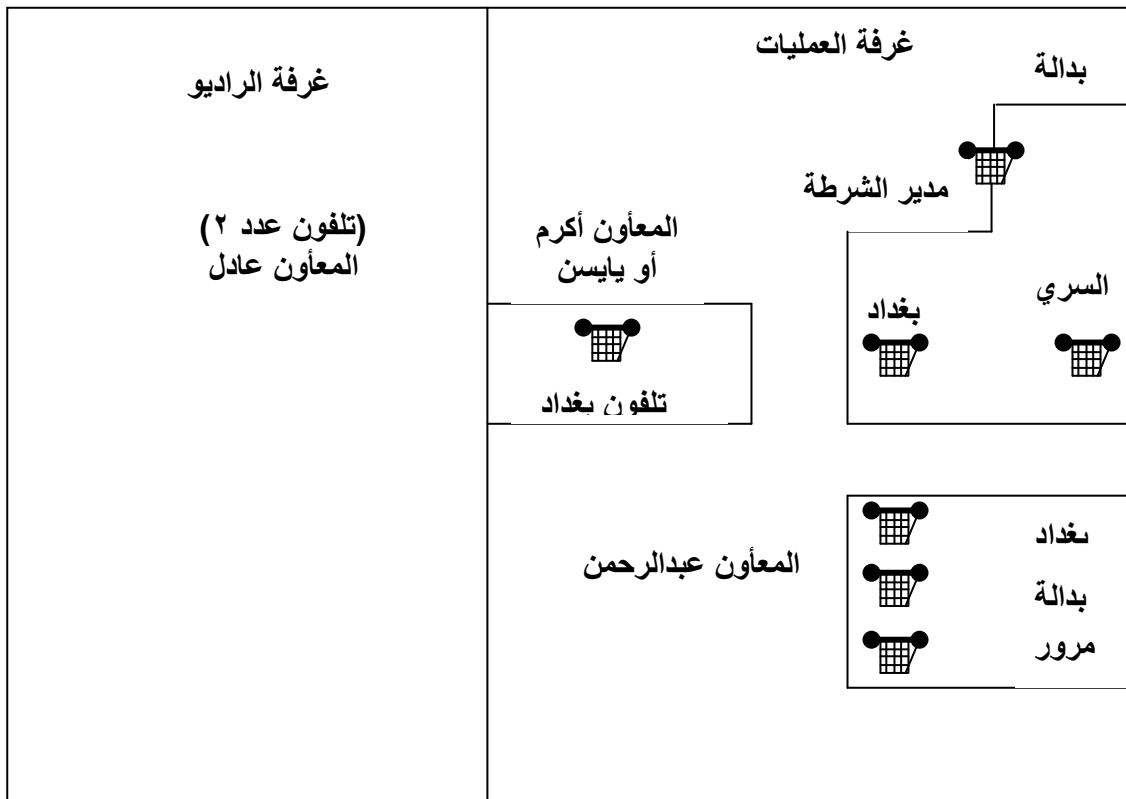 غرفة العمليات
بدالة
غرفة الراديو
مدير الشرطة
(تلفون عدد ٢)
المعأون عادل
المعأون أكرم
أو يايسن
السري
بغداد
تلفون بغداد
بغداد
المعأون عبدالرحمن
بدالة
مرور